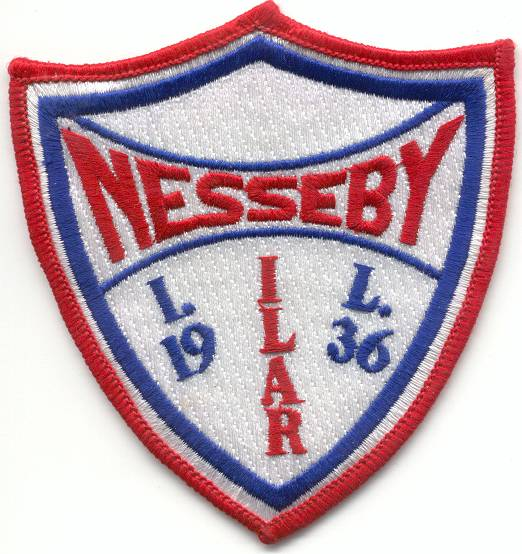 NESSEBY
I. L.
19 36
ILAR